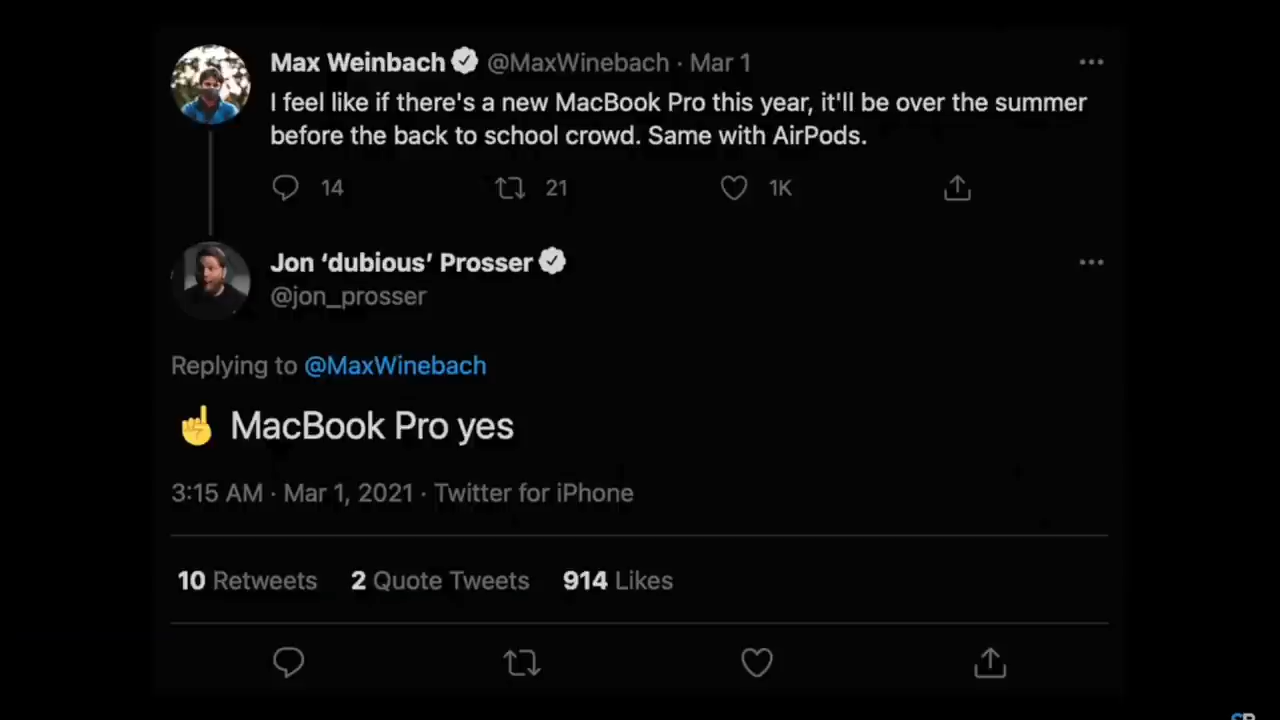 Max Weinbach @MaxWinebach · Mar 1
I feel like if there's a new MacBook Pro this year, it'll be over the summer
before the back to school crowd. Same with AirPods.
14 21 1K
Jon ‘dubious’ Prosser
@jon_prosser
Replying to @MaxWinebach
☝️ MacBook Pro yes
3:15 AM · Mar 1, 2021 · Twitter for iPhone
10 Retweets 2 Quote Tweets 914 Likes